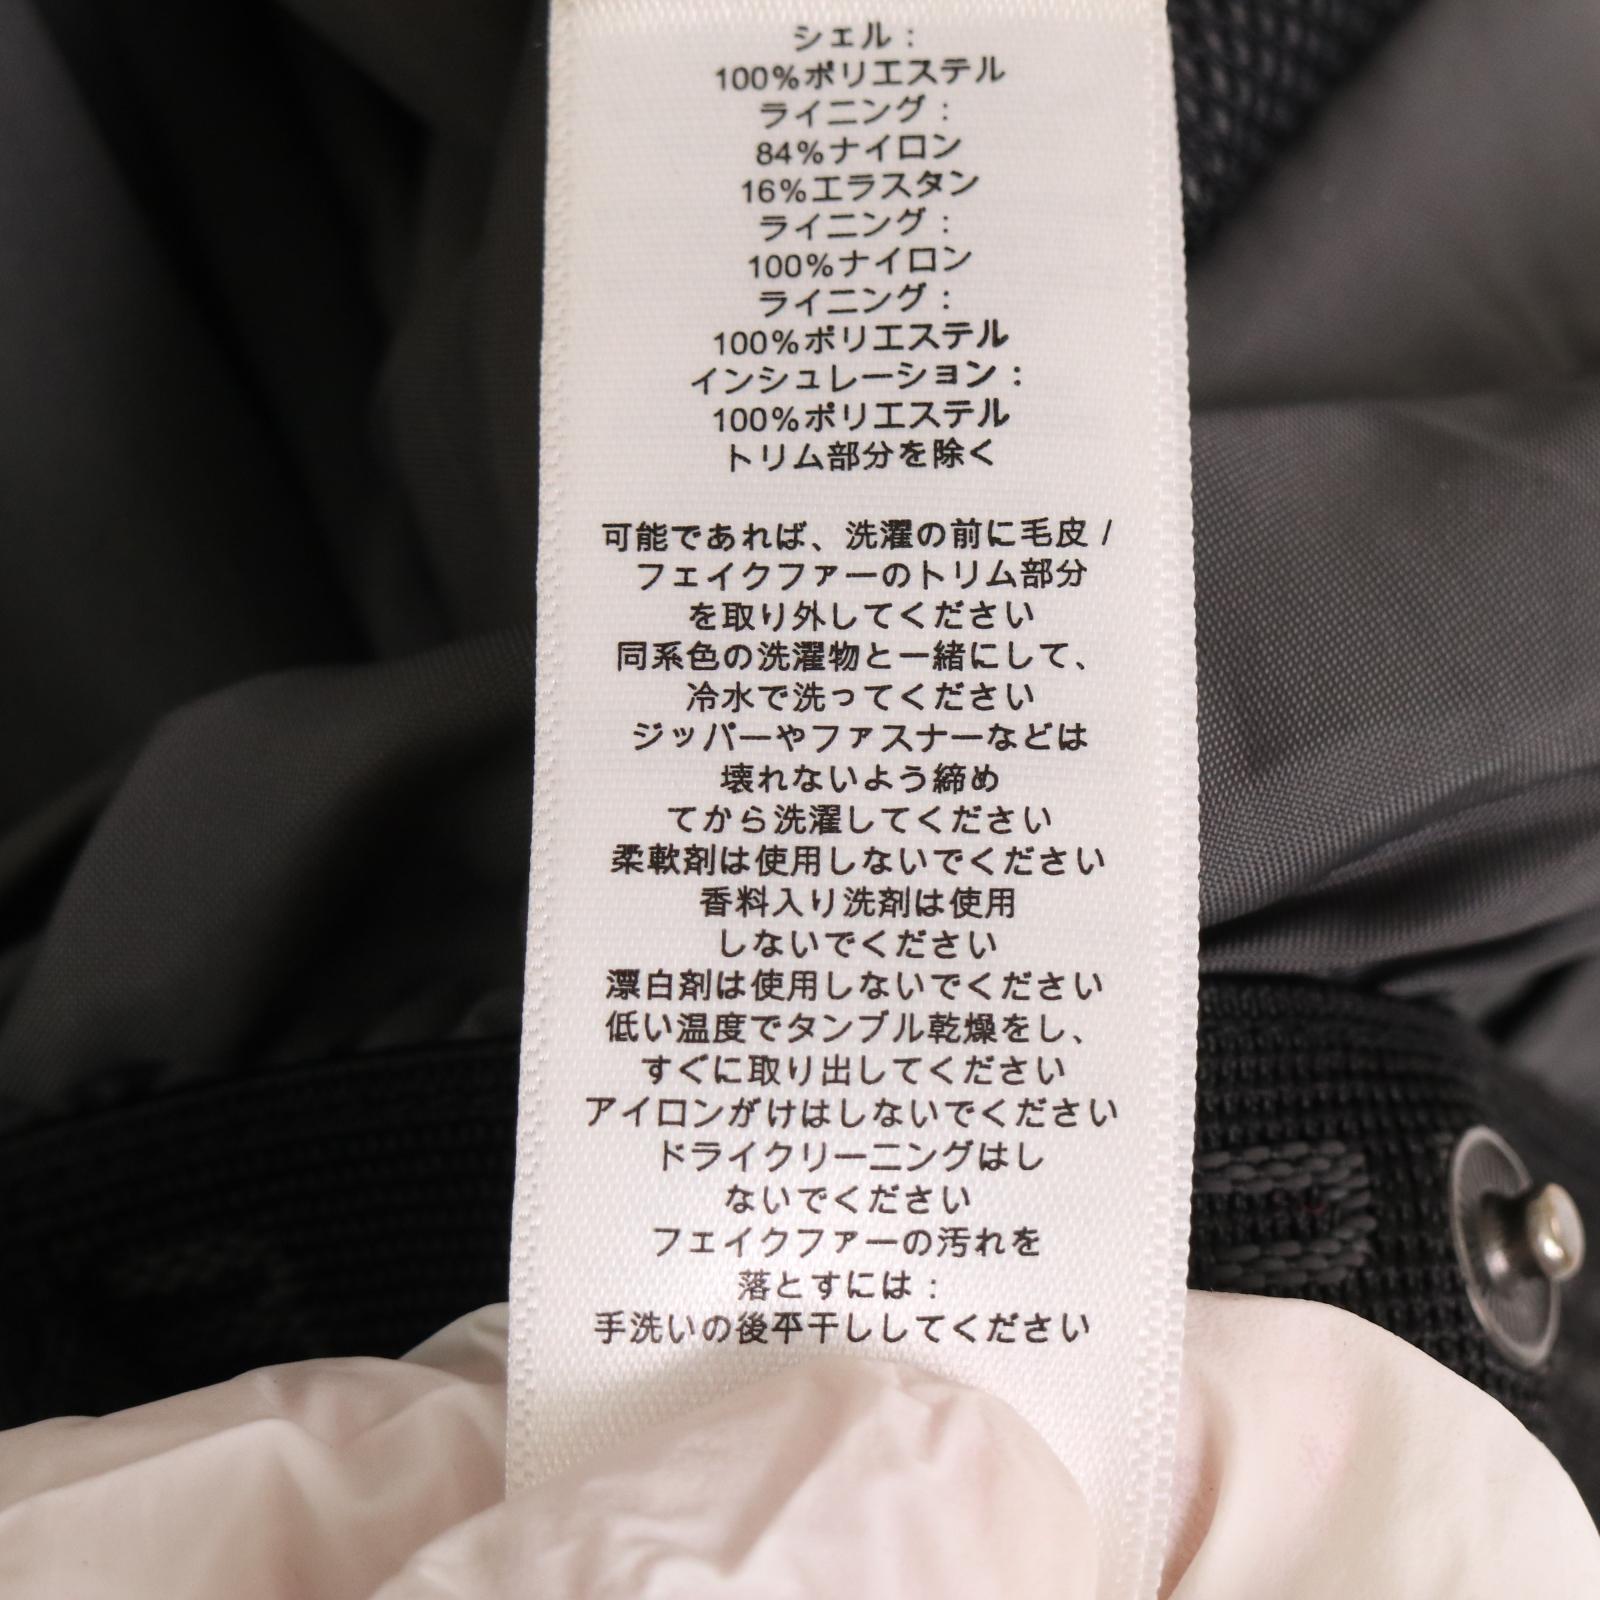 シェル：
100%ポリエステル
ライニング：
84%ナイロン
16%エラスタン
ライニング：
100%ナイロン
ライニング：
100%ポリエステル
インシュレーション：
100%ポリエステル
トリム部分を除く
可能であれば、洗濯の前に毛皮 /
フェイクファーのトリム部分
を取り外してください
同系色の洗濯物と一緒にして、
冷水で洗ってください
ジッパーやファスナーなどは
壊れないよう締め
てから洗濯してください
柔軟剤は使用しないでください
香料入り洗剤は使用
しないでください
漂白剤は使用しないでください
低い温度でタンブル乾燥をし、
すぐに取り出してください
アイロンがけはしないでください
ドライクリーニングはし
ないでください
フェイクファーの汚れを
落とすには：
手洗いの後平干ししてください